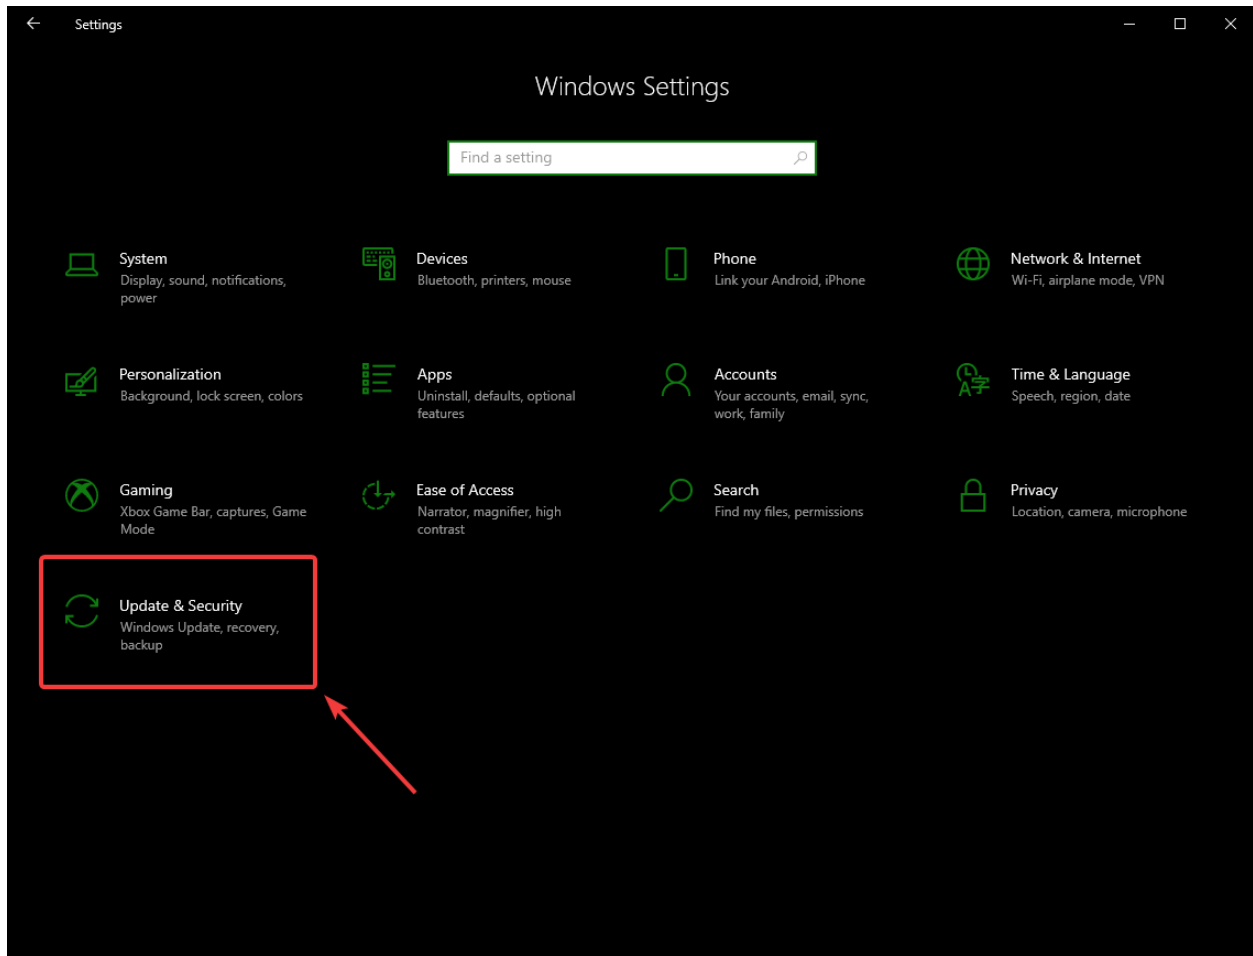 Settings
Windows Settings
Find a setting
System
Display, sound, notifications,
power
Devices
Bluetooth, printers, mouse
Phone
Link your Android, iPhone
Network & Internet
Wi-Fi, airplane mode, VPN
Personalization
Background, lock screen, colors
Apps
Uninstall, defaults, optional
features
Accounts
Your accounts, email, sync,
work, family
Time & Language
Speech, region, date
Gaming
Xbox Game Bar, captures, Game
Mode
Ease of Access
Narrator, magnifier, high
contrast
Search
Find my files, permissions
Privacy
Location, camera, microphone
Update & Security
Windows Update, recovery,
backup